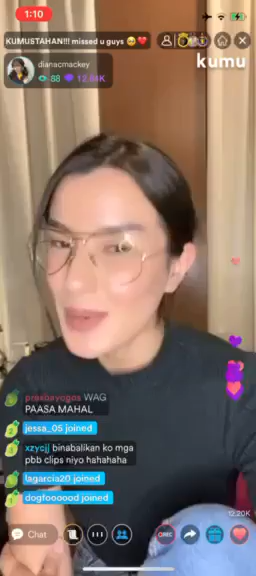 1:10
KUMUSTAHAN!!! missed u guys 🥺❤️
kumu
dianacmackey
88 12.64K
WAG
PAASA MAHAL
jessa_05 joined
xzycjj binabalikan ko mga
pbb clips niyo hahahaha
lagarcia20 joined
dogfoooood joined
12.20K
Chat